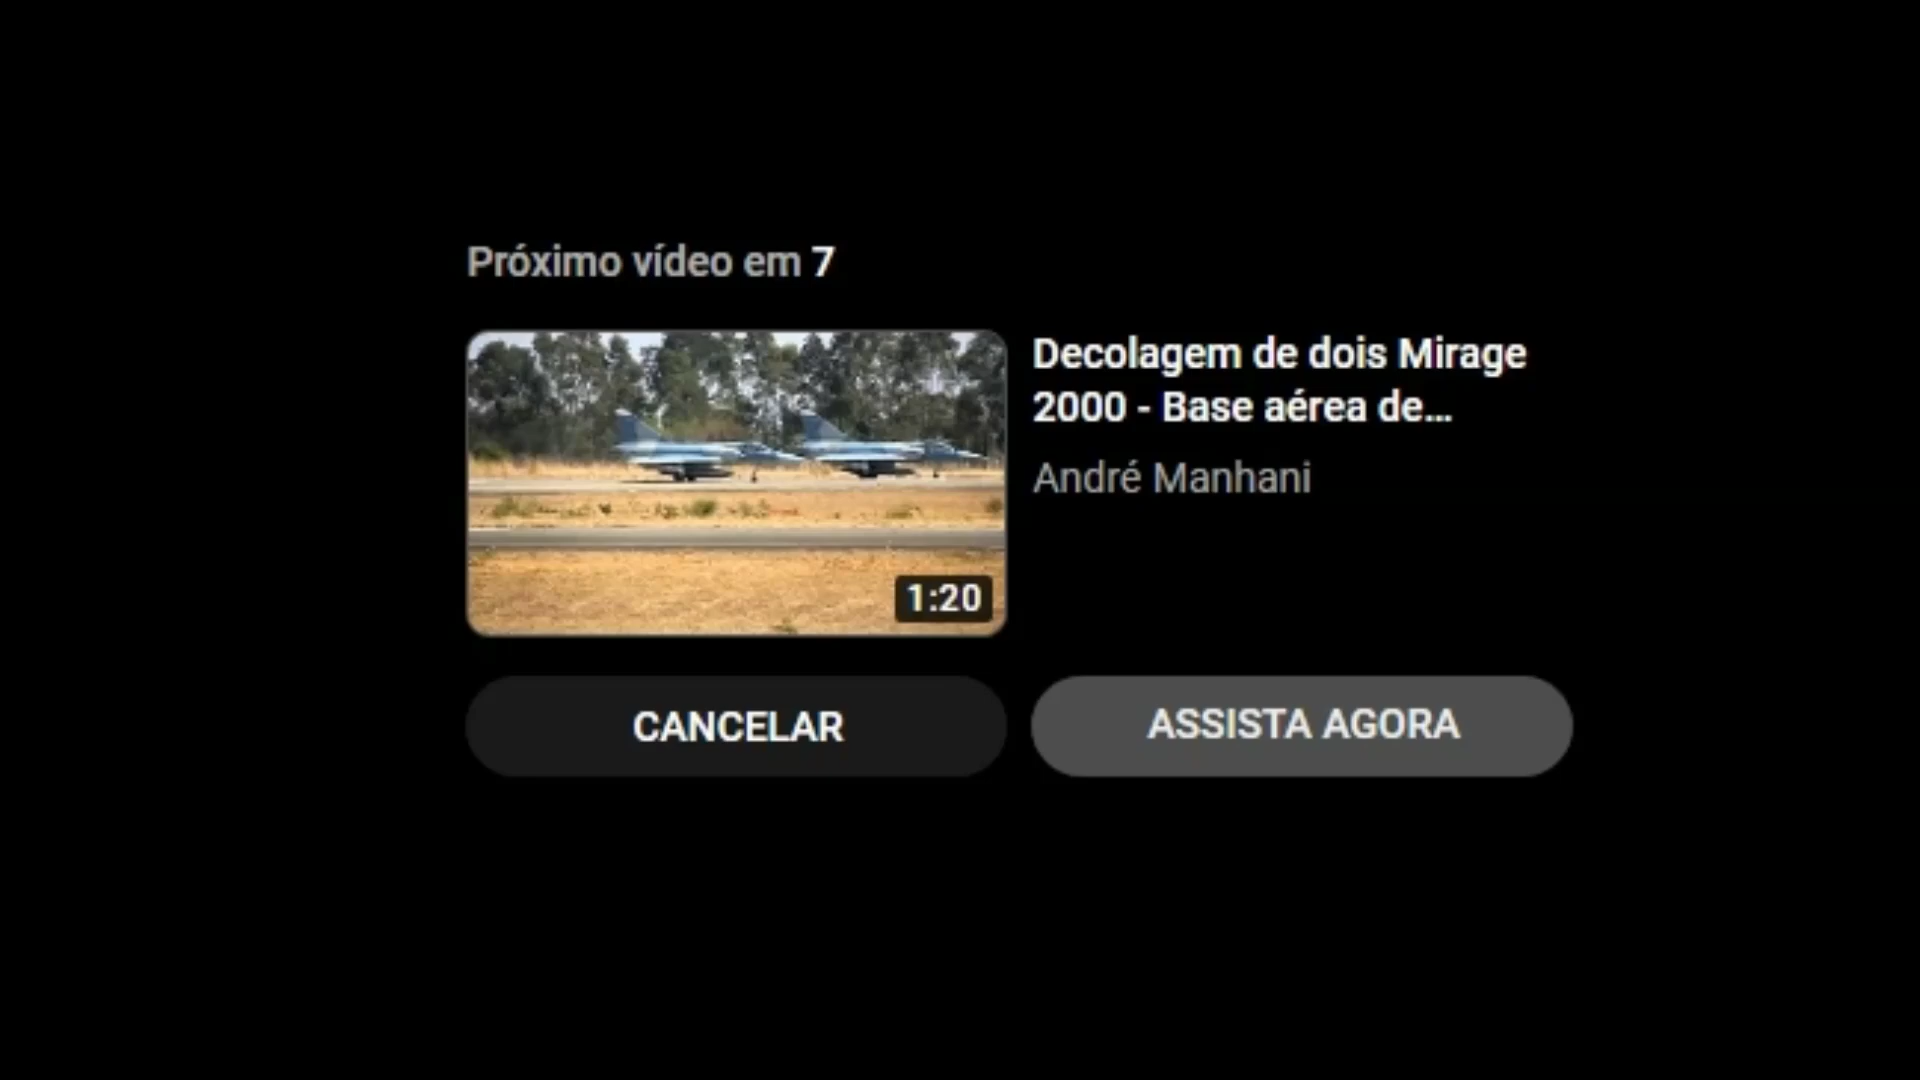 Próximo vídeo em 7
Decolagem de dois Mirage
2000 - Base aérea de...
André Manhani
1:20
CANCELAR
ASSISTA AGORA